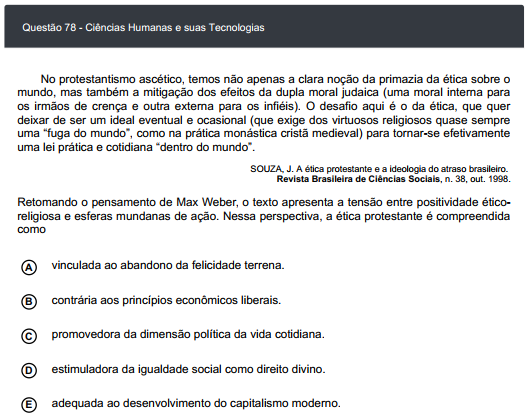 Questão 78 - Ciências Humanas e suas Tecnologias
No protestantismo ascético, temos não apenas a clara noção da primazia da ética sobre o
mundo, mas também a mitigação dos efeitos da dupla moral judaica (uma moral interna para
os irmãos de crença e outra externa para os infiéis). O desafio aqui é o da ética, que quer
deixar de ser um ideal eventual e ocasional (que exige dos virtuosos religiosos quase sempre
uma “fuga do mundo”, como na prática monástica cristã medieval) para tornar-se efetivamente
uma lei prática e cotidiana “dentro do mundo”.
SOUZA, J. A ética protestante e a ideologia do atraso brasileiro.
Revista Brasileira de Ciências Sociais, n. 38, out. 1998.
Retomando o pensamento de Max Weber, o texto apresenta a tensão entre positividade ético-
religiosa e esferas mundanas de ação. Nessa perspectiva, a ética protestante é compreendida
como
A vinculada ao abandono da felicidade terrena.
B contrária aos princípios econômicos liberais.
C promovedora da dimensão política da vida cotidiana.
D estimuladora da igualdade social como direito divino.
E adequada ao desenvolvimento do capitalismo moderno.